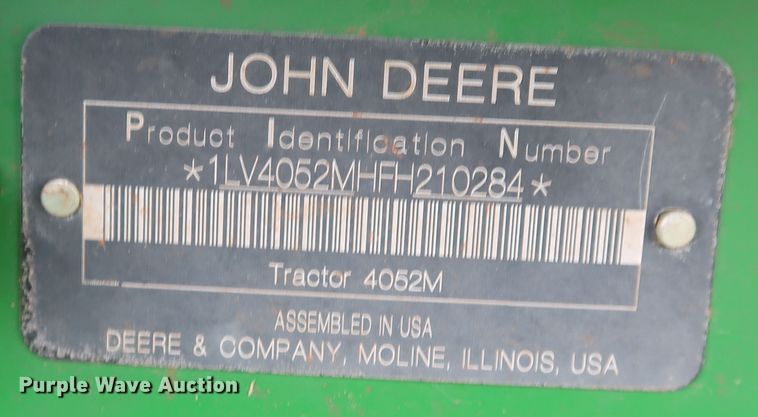 JOHN DEERE
Product Identification Number
*1LV4052MHFH210284*
Tractor 4052M
ASSEMBLED IN USA
DEERE & COMPANY, MOLINE, ILLINOIS, USA
Purple Wave Auction